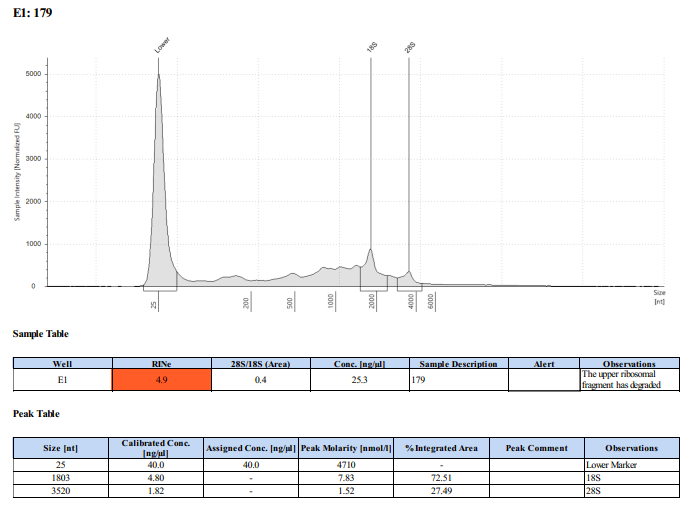 E1: 179
Lower
18S
28S
Sample Intensity [Normalized FU]
5000
4000
3000
2000
1000
0
25
200
500
1000
2000
4000
6000
Size
[nt]
Sample Table
Well RINe 28S/18S (Area) Conc. [ng/µl] Sample Description Alert Observations
E1 4.9 0.4 25.3 179 The upper ribosomal
fragment has degraded
Peak Table
Size [nt] Calibrated Conc. [ng/µl] Assigned Conc. [ng/µl] Peak Molarity [nmol/l] % Integrated Area Peak Comment Observations
25 40.0 40.0 4710 - Lower Marker
1803 4.80 - 7.83 72.51 18S
3520 1.82 - 1.52 27.49 28S